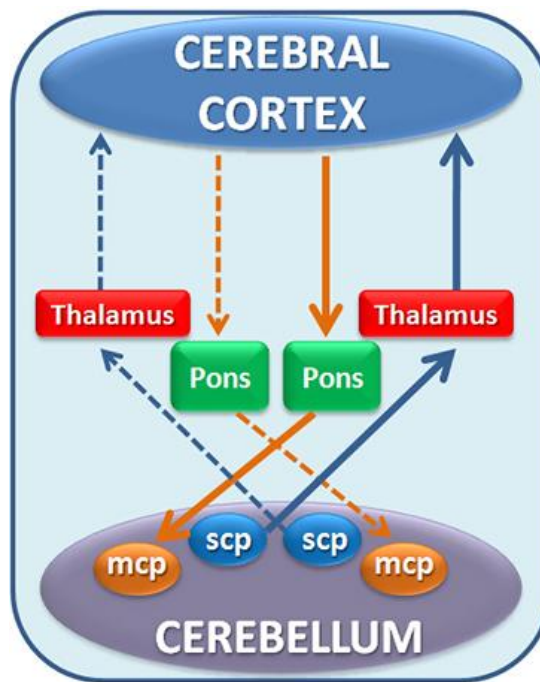 CEREBRAL
CORTEX
Thalamus
Thalamus
Pons
Pons
scp
scp
mcp
mcp
CEREBELLUM